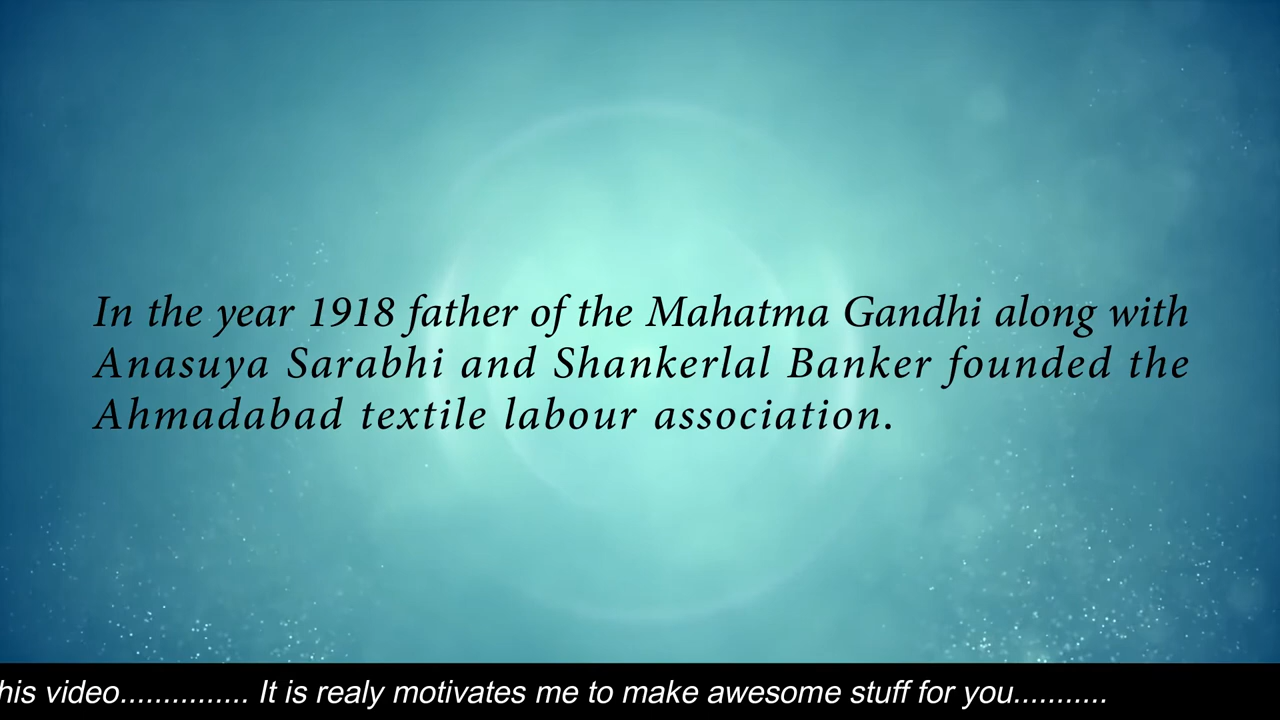 In the year 1918 father of the Mahatma Gandhi along with
Anasuya Sarabhi and Shankerlal Banker founded the
Ahmadabad textile labour association.
his video............... It is realy motivates me to make awesome stuff for you...........